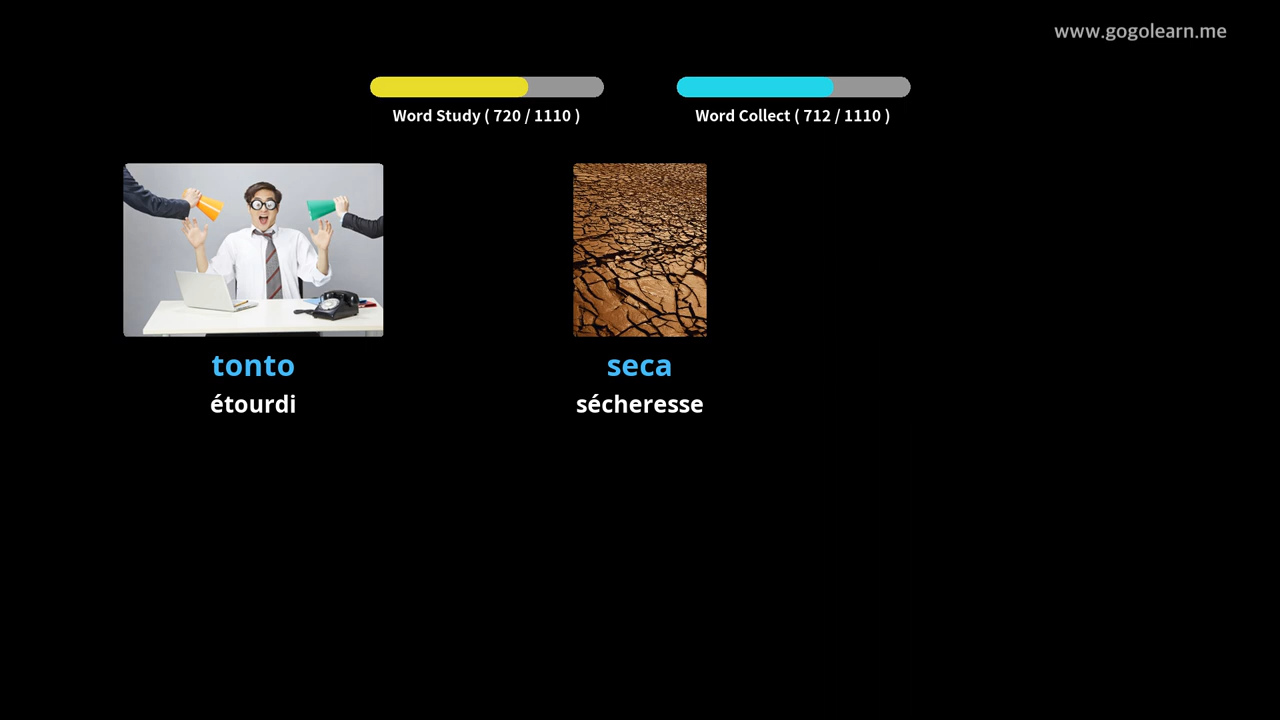 www.gogolearn.me
Word Study ( 720 / 1110 )
Word Collect ( 712 / 1110 )
tonto
étourdi
seca
sécheresse